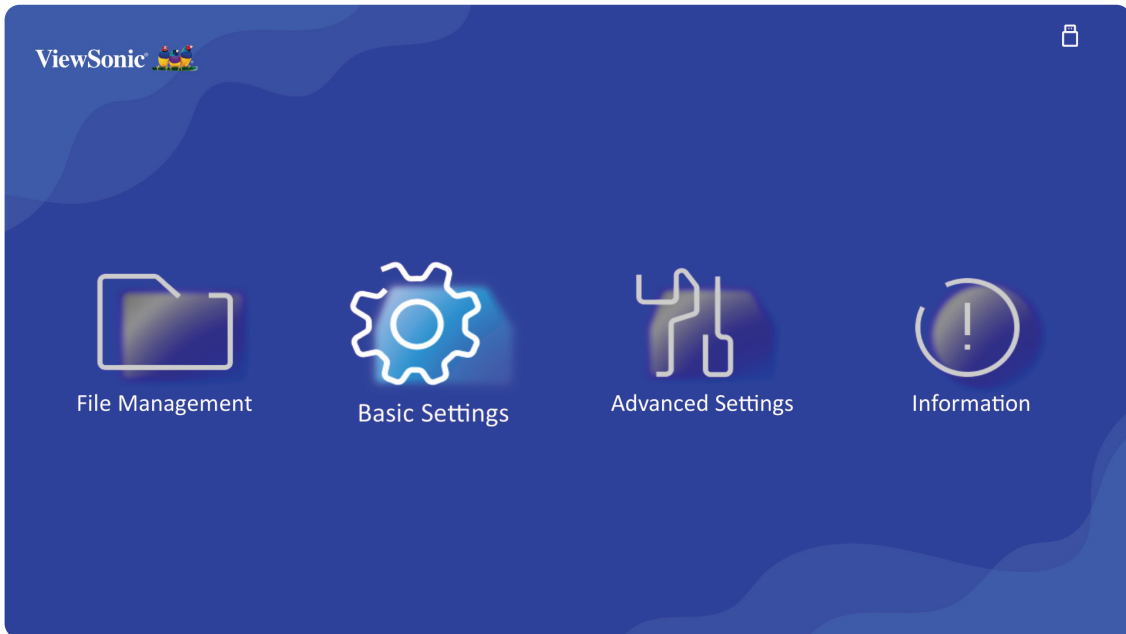 ViewSonic®
File Management
Basic Settings
Advanced Settings
Information